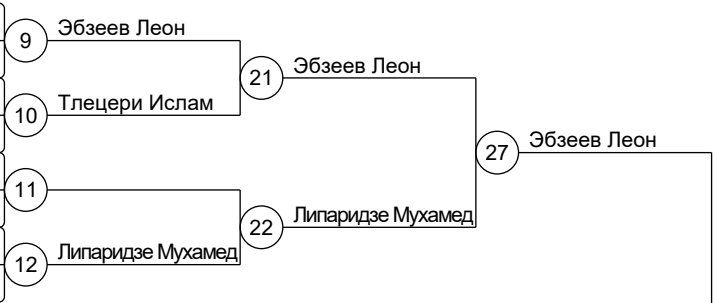 9
Эбзеев Леон
21
Эбзеев Леон
10
Тлецери Ислам
27
Эбзеев Леон
11
22
Липаридзе Мухамед
12
Липаридзе Мухамед